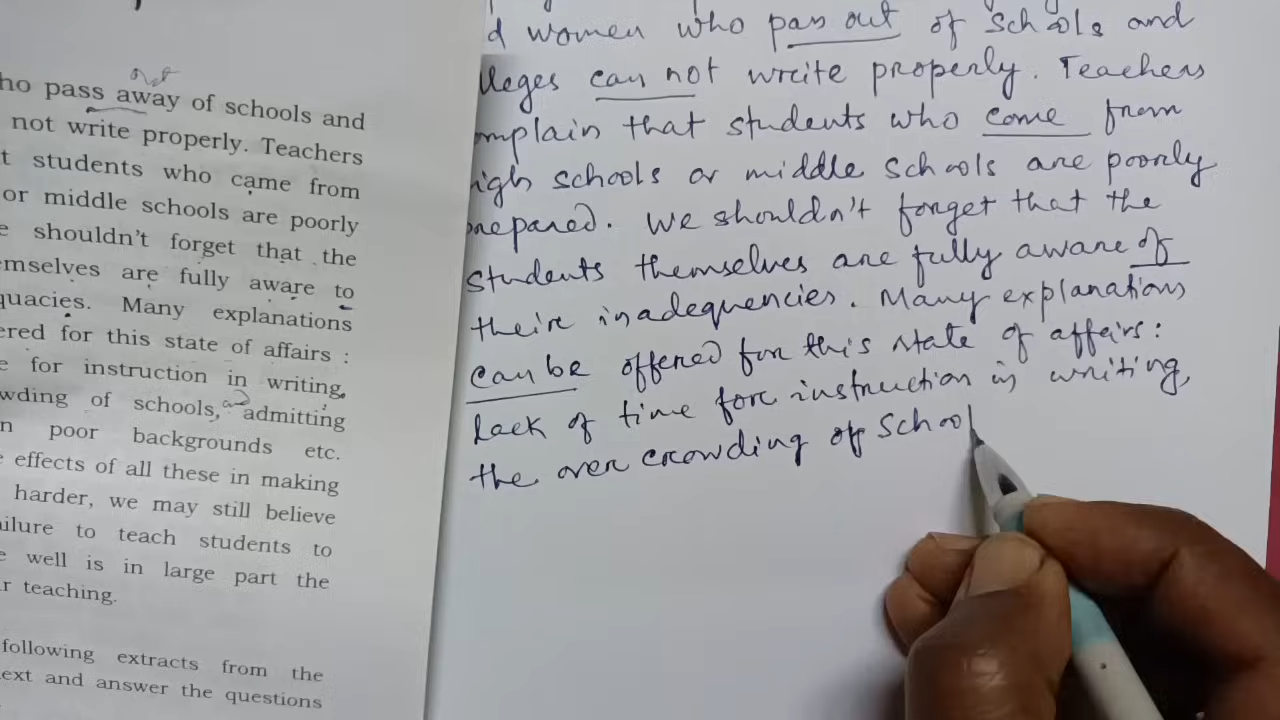 ho pass away of schools and
out
not write properly. Teachers
t students who came from
or middle schools are poorly
e shouldn't forget that the
emselves are fully aware to
quacies. Many explanations
ered for this state of affairs :
e for instruction in writing.
wding of schools, and admitting
n poor backgrounds etc.
e effects of all these in making
harder, we may still believe
ailure to teach students to
e well is in large part the
r teaching.
following extracts from the
ext and answer the questions
d women who pass out of schools and
lleges can not write properly. Teachers
omplain that students who come from
high schools or middle schools are poorly
prepared. We shouldn't forget that the
students themselves are fully aware of
their inadequencies. Many explanations
can be offered for this state of affairs:
lack of time for instruction in writing,
the over crowding of school